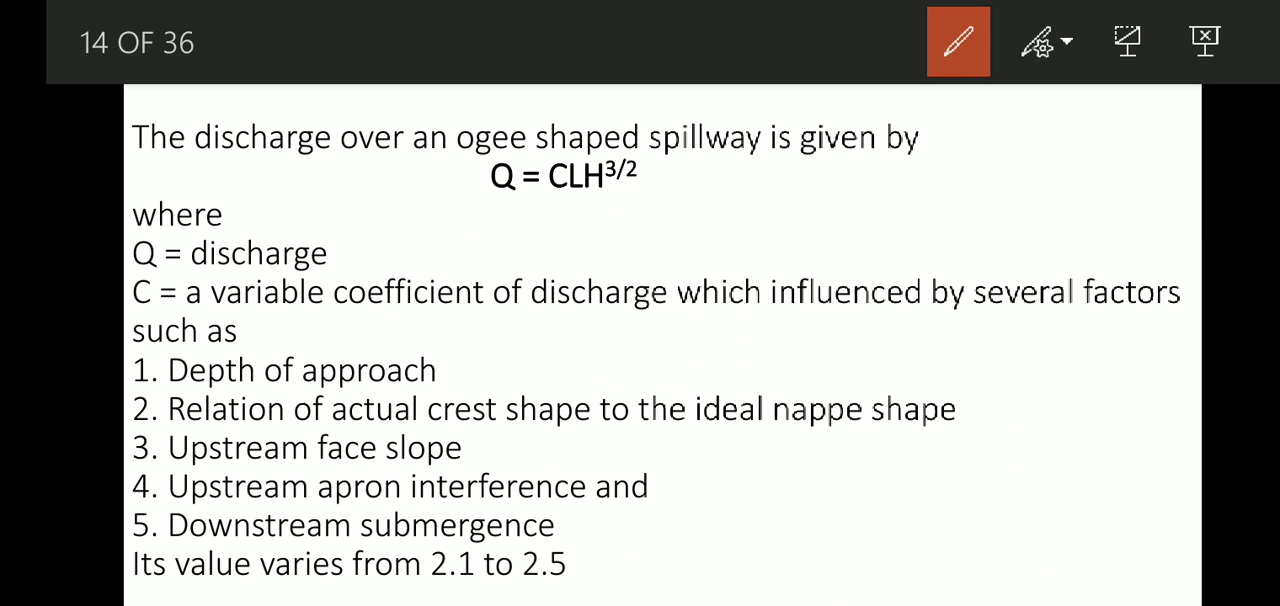 14 OF 36
The discharge over an ogee shaped spillway is given by
Q = CLH³/²
where
Q = discharge
C = a variable coefficient of discharge which influenced by several factors
such as
1. Depth of approach
2. Relation of actual crest shape to the ideal nappe shape
3. Upstream face slope
4. Upstream apron interference and
5. Downstream submergence
Its value varies from 2.1 to 2.5